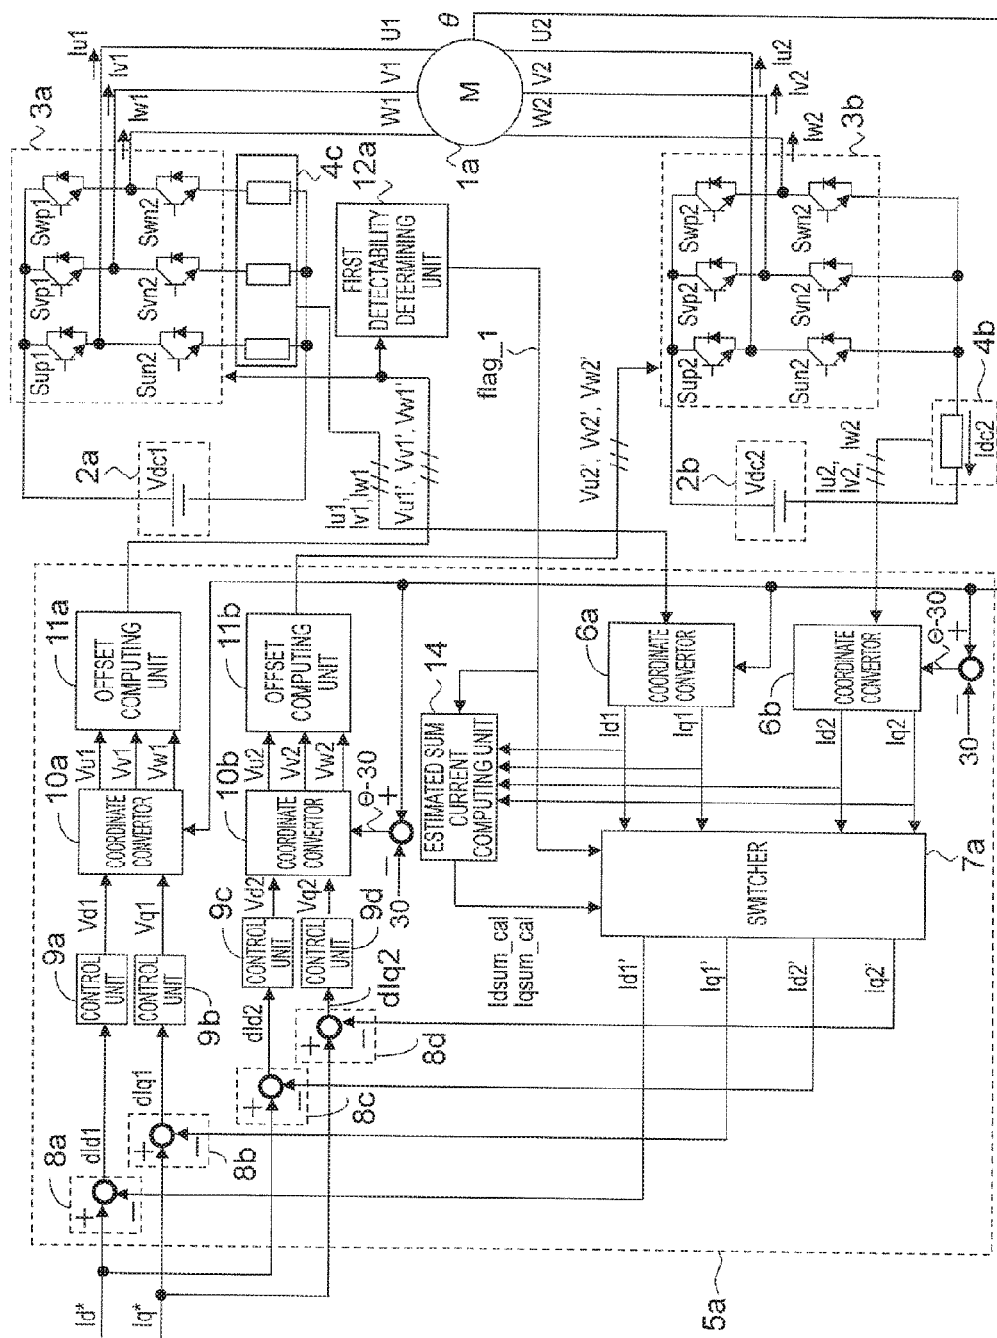 Id*
Iq*
8a
dId1
8b
dIq1
8c
dId2
8d
dIq2
9a
CONTROL
UNIT
CONTROL
UNIT
9b
9c
CONTROL
UNIT
CONTROL
UNIT
9d
Vd1
Vq1
Vd2
Vq2
10a
COORDINATE
CONVERTOR
10b
COORDINATE
CONVERTOR
Θ-30
30
Vu1
Vv1
Vw1
Vu2
Vv2
Vw2
11a
OFFSET
COMPUTING
UNIT
11b
OFFSET
COMPUTING
UNIT
14
ESTIMATED SUM
CURRENT
COMPUTING UNIT
Idsum_cal
Iqsum_cal
Id1'
Iq1'
Id2'
Iq2'
SWITCHER
7a
Id1
Iq1
Id2
Iq2
6a
COORDINATE
CONVERTOR
6b
COORDINATE
CONVERTOR
Θ-30
30
5a
2a
Vdc1
Iu1,
Iv1, Iw1
Vu1', Vv1', Vw1'
flag_1
Vu2', Vv2', Vw2'
2b
Vdc2
Iu2,
Iv2, Iw2
Idc2
4b
3a
Sup1
Svp1
Swp1
Sun2
Svn2
Swn2
4c
12a
FIRST
DETECTABILITY
DETERMINING
UNIT
Sup2
Svp2
Swp2
Sun2
Svn2
Swn2
3b
Iu1
Iv1
Iw1
U1
V1
W1
M
1a
θ
U2
V2
W2
Iu2
Iv2
Iw2